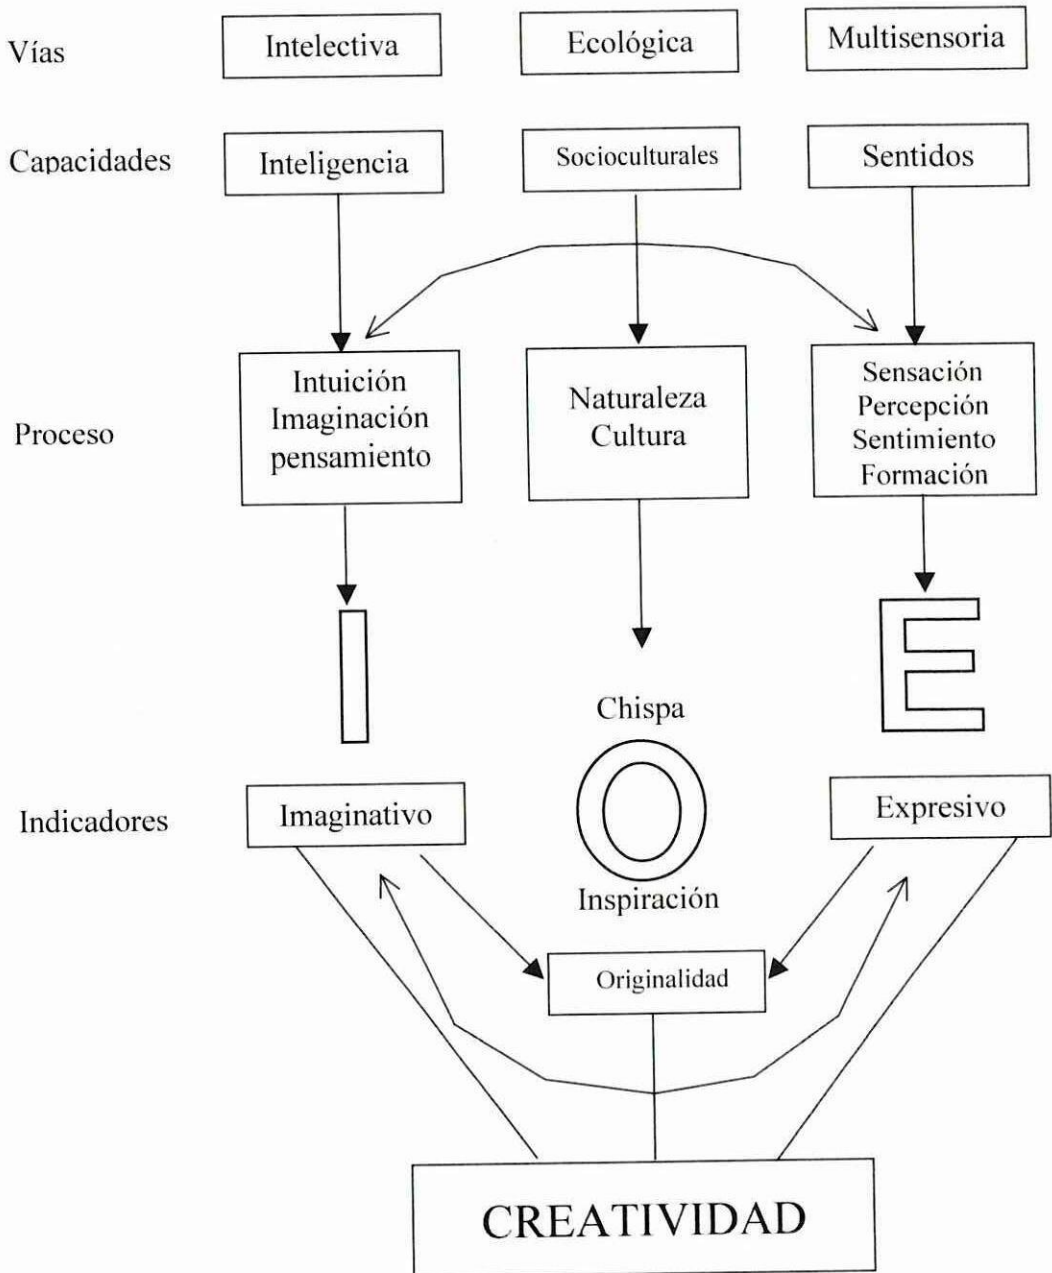 Vías
Intelectiva
Ecológica
Multisensoria
Capacidades
Inteligencia
Socioculturales
Sentidos
Proceso
Intuición
Imaginación
pensamiento
Naturaleza
Cultura
Sensación
Percepción
Sentimiento
Formación
I
Chispa
O
Inspiración
E
Indicadores
Imaginativo
Expresivo
Originalidad
CREATIVIDAD